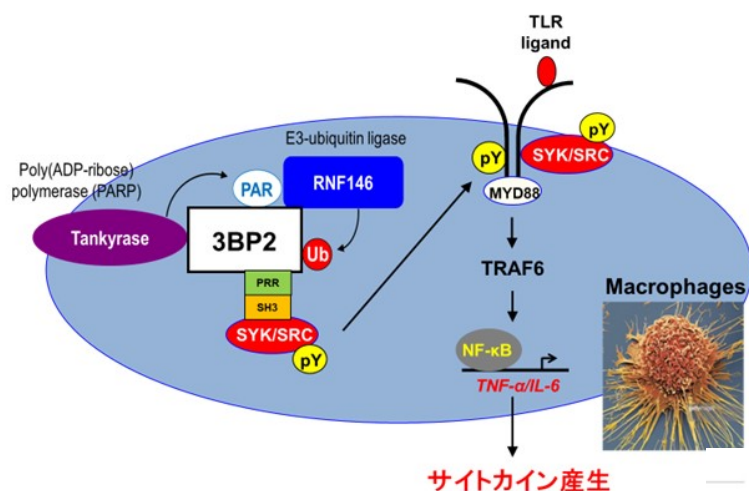 TLR
ligand
E3-ubiquitin ligase
pY
pY
SYK/SRC
Poly(ADP-ribose)
polymerase (PARP)
PAR
RNF146
MYD88
Tankyrase
3BP2
Ub
TRAF6
PRR
SH3
SYK/SRC
pY
Macrophages
NF-κB
TNF-α/IL-6
サイトカイン産生